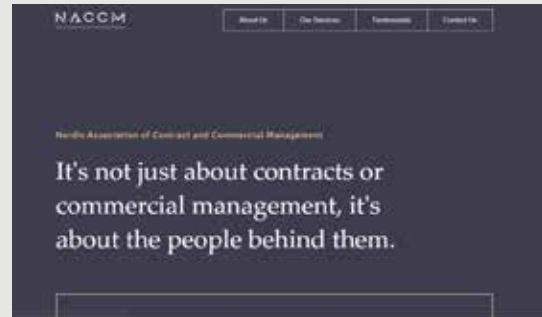 NACCM
About Us
Our Services
Testimonials
Contact Us
Nordic Association of Contract and Commercial Management
It's not just about contracts or
commercial management, it's
about the people behind them.